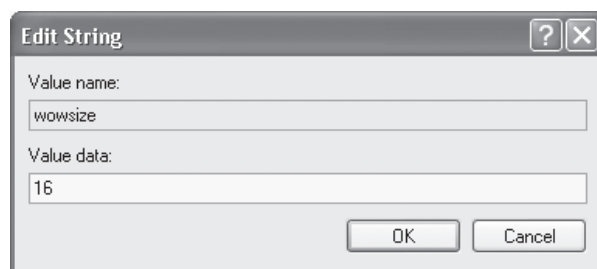 Edit String
Value name:
wowsize
Value data:
16
OK Cancel